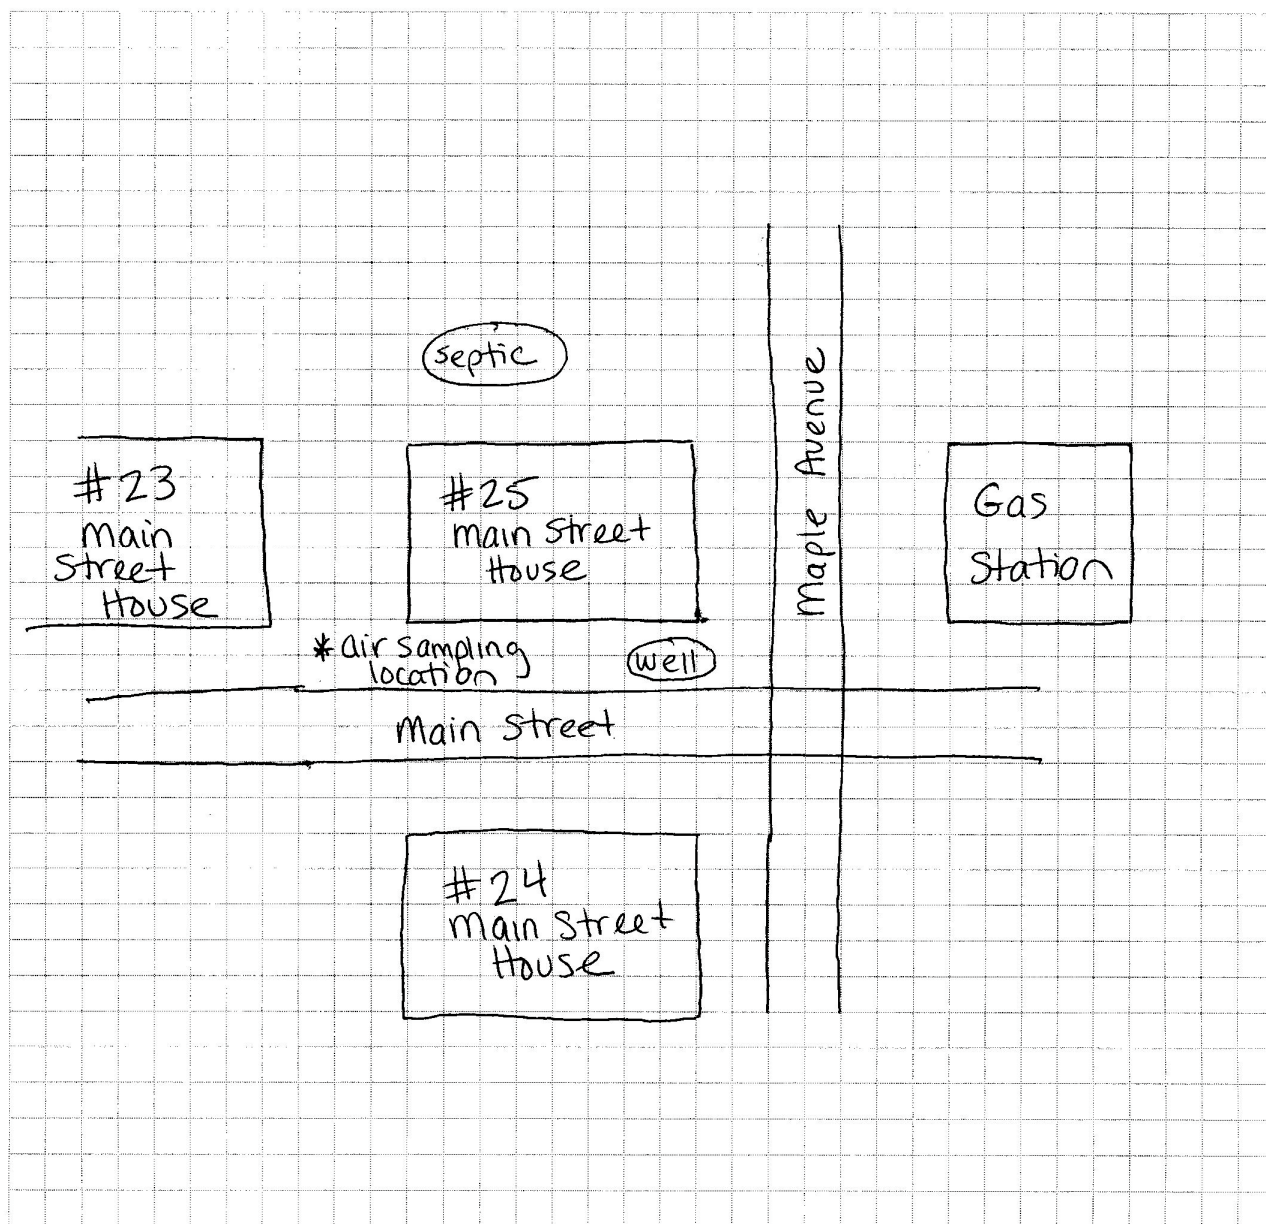 septic
#23
Main
Street
House
#25
Main Street
House
Maple Avenue
Gas
Station
* air sampling
location
well
Main Street
#24
Main Street
House